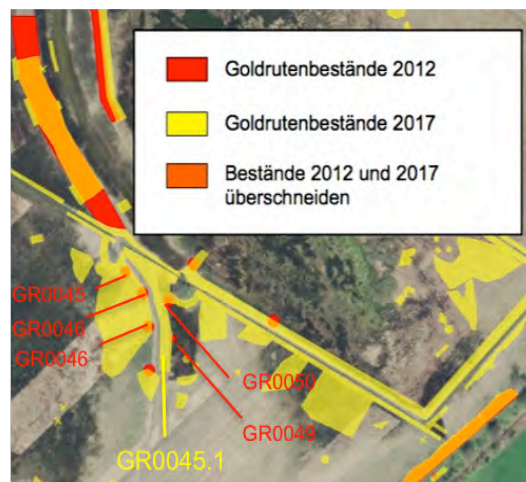 Goldrutenbestände 2012
Goldrutenbestände 2017
Bestände 2012 und 2017
überschneiden
GR0045
GR0046
GR0046
GR0050
GR0049
GR0045.1